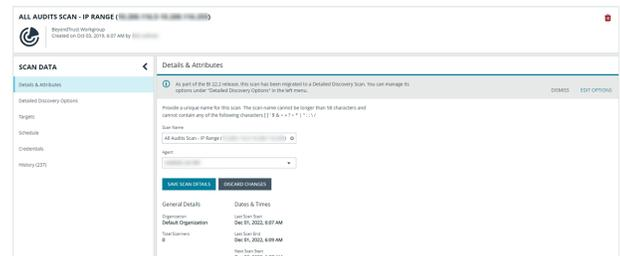 ALL AUDITS SCAN - IP RANGE (
BeyondTrust Workgroup
Created on Oct 03, 2019, 6:07 AM by
SCAN DATA
Details & Attributes
Detailed Discovery Options
Targets
Schedule
Credentials
History (237)
Details & Attributes
As part of the BI 22.2 release, this scan has been migrated to a Detailed Discovery Scan. You can manage its
options under "Detailed Discovery Options" in the left menu.
DISMISS EDIT OPTIONS
Provide a unique name for this scan. The scan name cannot be longer than 58 characters and
cannot contain any of the following characters
Scan Name
All Audits Scan - IP Range (
Agent
SAVE SCAN DETAILS DISCARD CHANGES
General Details
Organization
Default Organization
Total Scanners
0
Dates & Times
Last Scan Start
Dec 01, 2022, 6:07 AM
Last Scan End
Dec 01, 2022, 6:09 AM
Next Scan Start